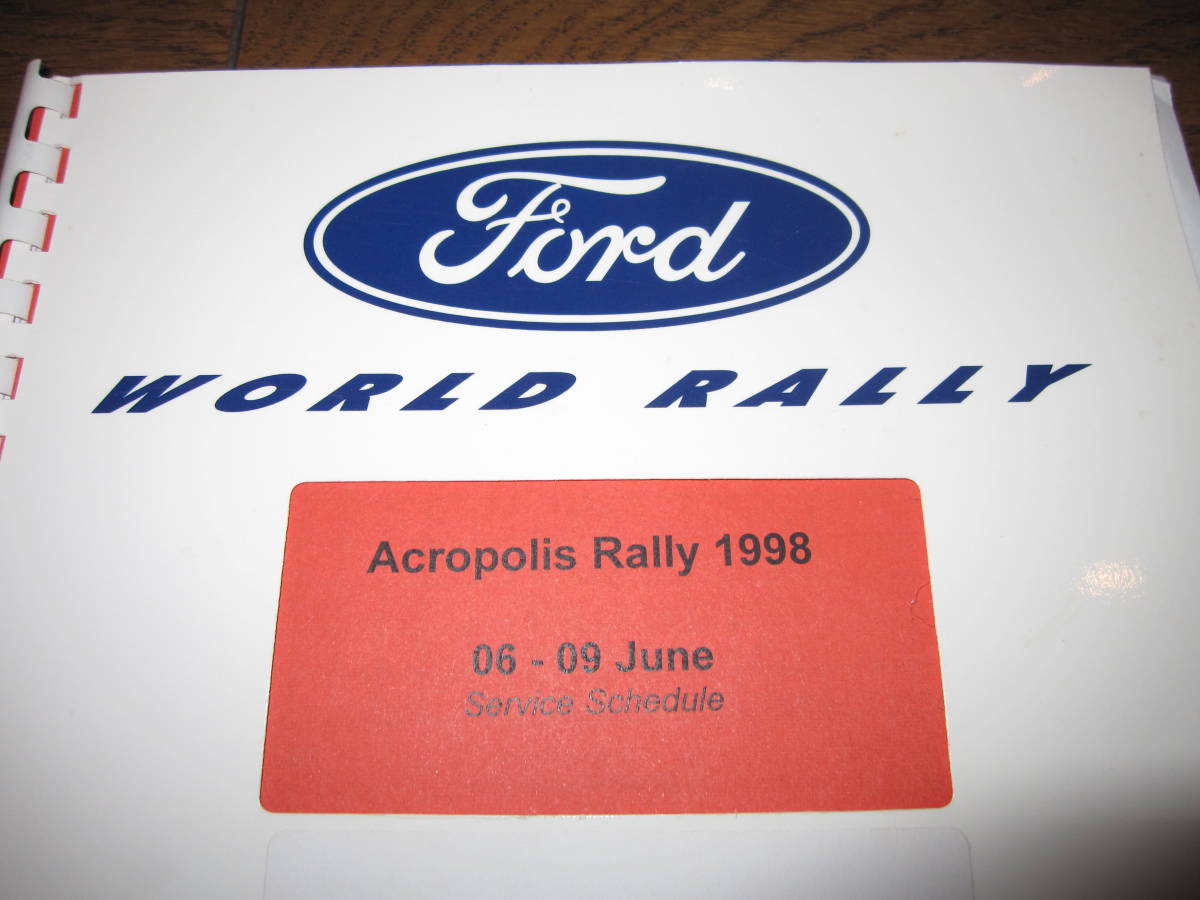 Ford
WORLD RALLY
Acropolis Rally 1998
06 - 09 June
Service Schedule